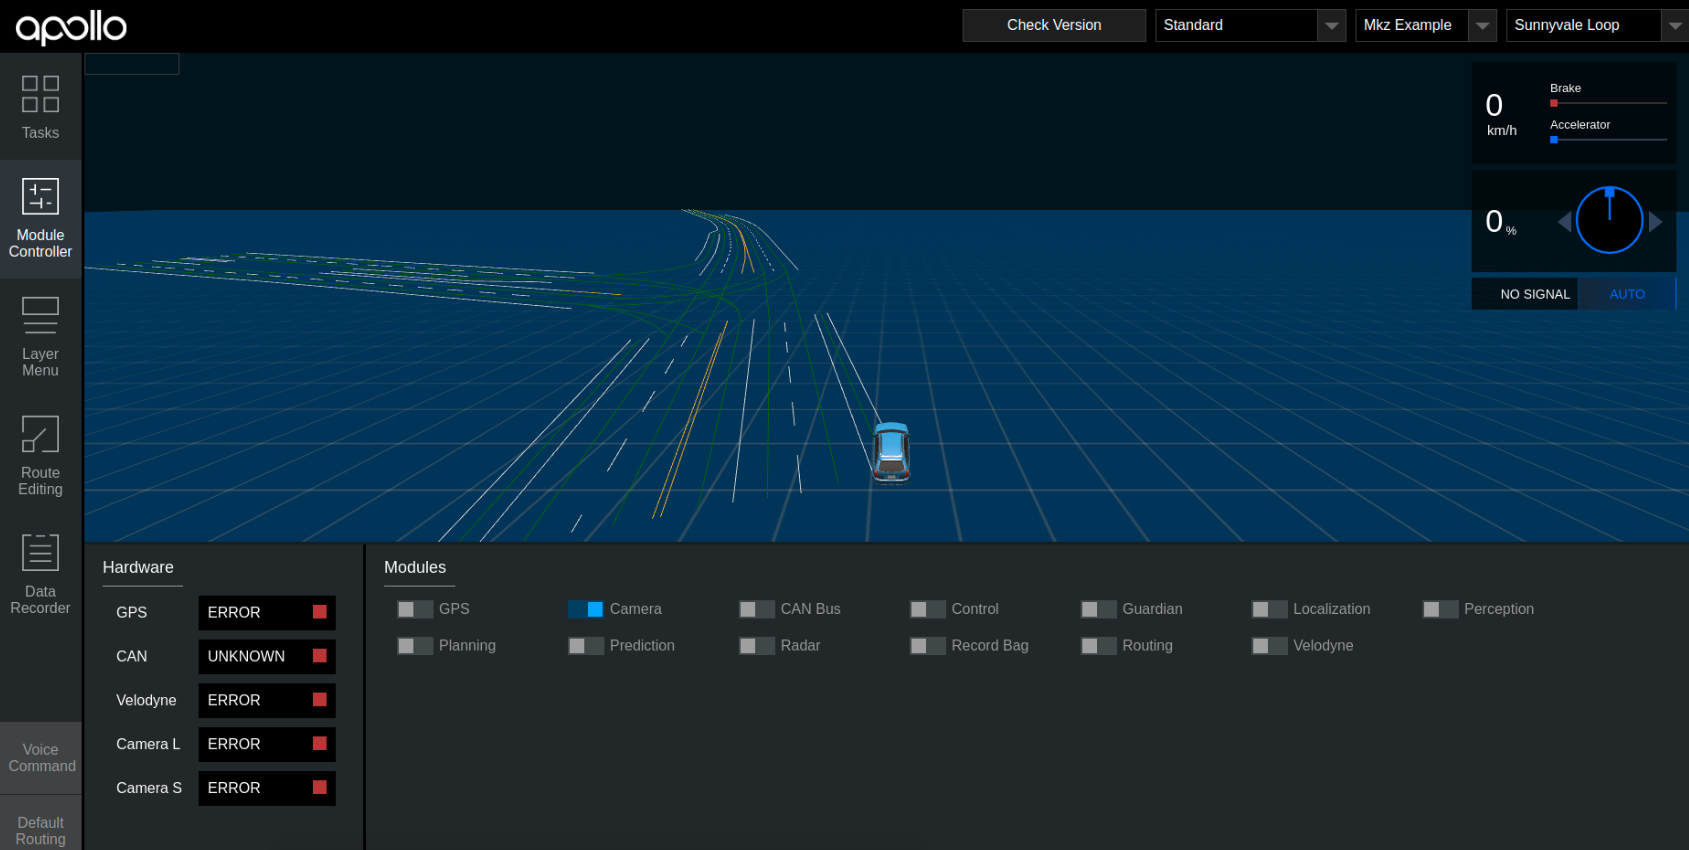 apollo
Check Version
Standard
Mkz Example
Sunnyvale Loop
Tasks
Module
Controller
Layer
Menu
Route
Editing
Data
Recorder
Voice
Command
Default
Routing
0
km/h
Brake
Accelerator
0 %
NO SIGNAL
AUTO
Hardware
GPS ERROR
CAN UNKNOWN
Velodyne ERROR
Camera L ERROR
Camera S ERROR
Modules
GPS Camera CAN Bus Control Guardian Localization Perception
Planning Prediction Radar Record Bag Routing Velodyne